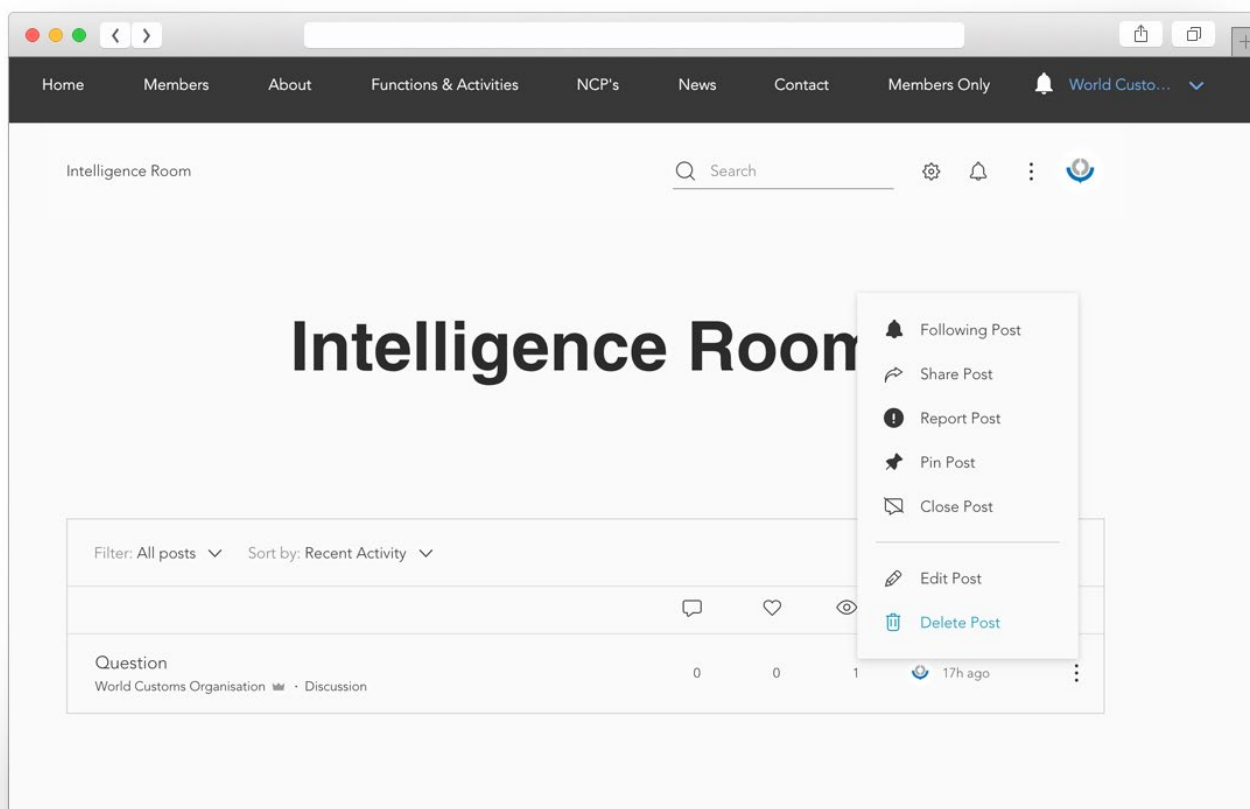 Home Members About Functions & Activities NCP's News Contact Members Only World Custo...
Intelligence Room Search
Intelligence Room
Following Post
Share Post
Report Post
Pin Post
Close Post
Edit Post
Delete Post
Filter: All posts Sort by: Recent Activity
Question
World Customs Organisation · Discussion
0 0 1 17h ago